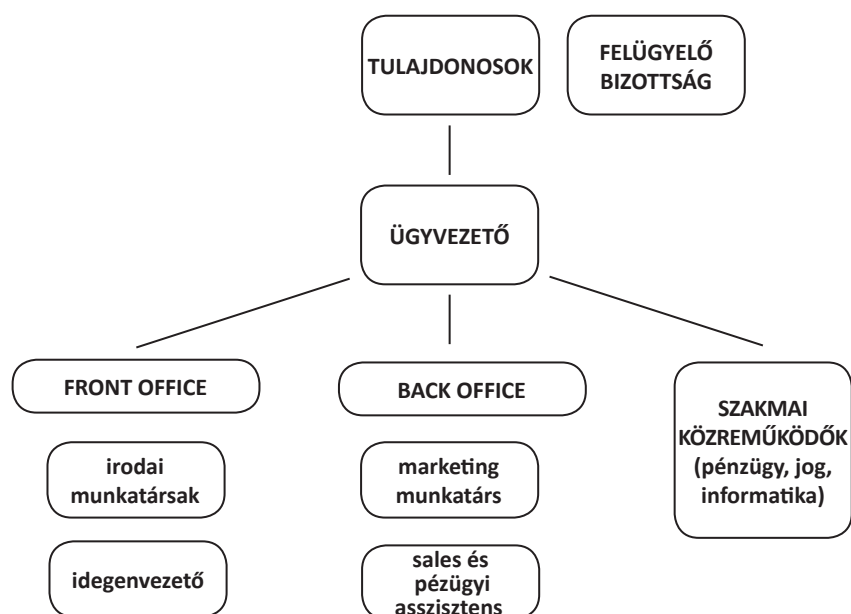 TULAJDONOSOK
FELÜGYELŐ
BIZOTTSÁG
ÜGYVEZETŐ
FRONT OFFICE
irodai
munkatársak
idegenvezető
BACK OFFICE
marketing
munkatárs
sales és
pézügyi
asszisztens
SZAKMAI
KÖZREMŰKÖDŐK
(pénzügy, jog,
informatika)